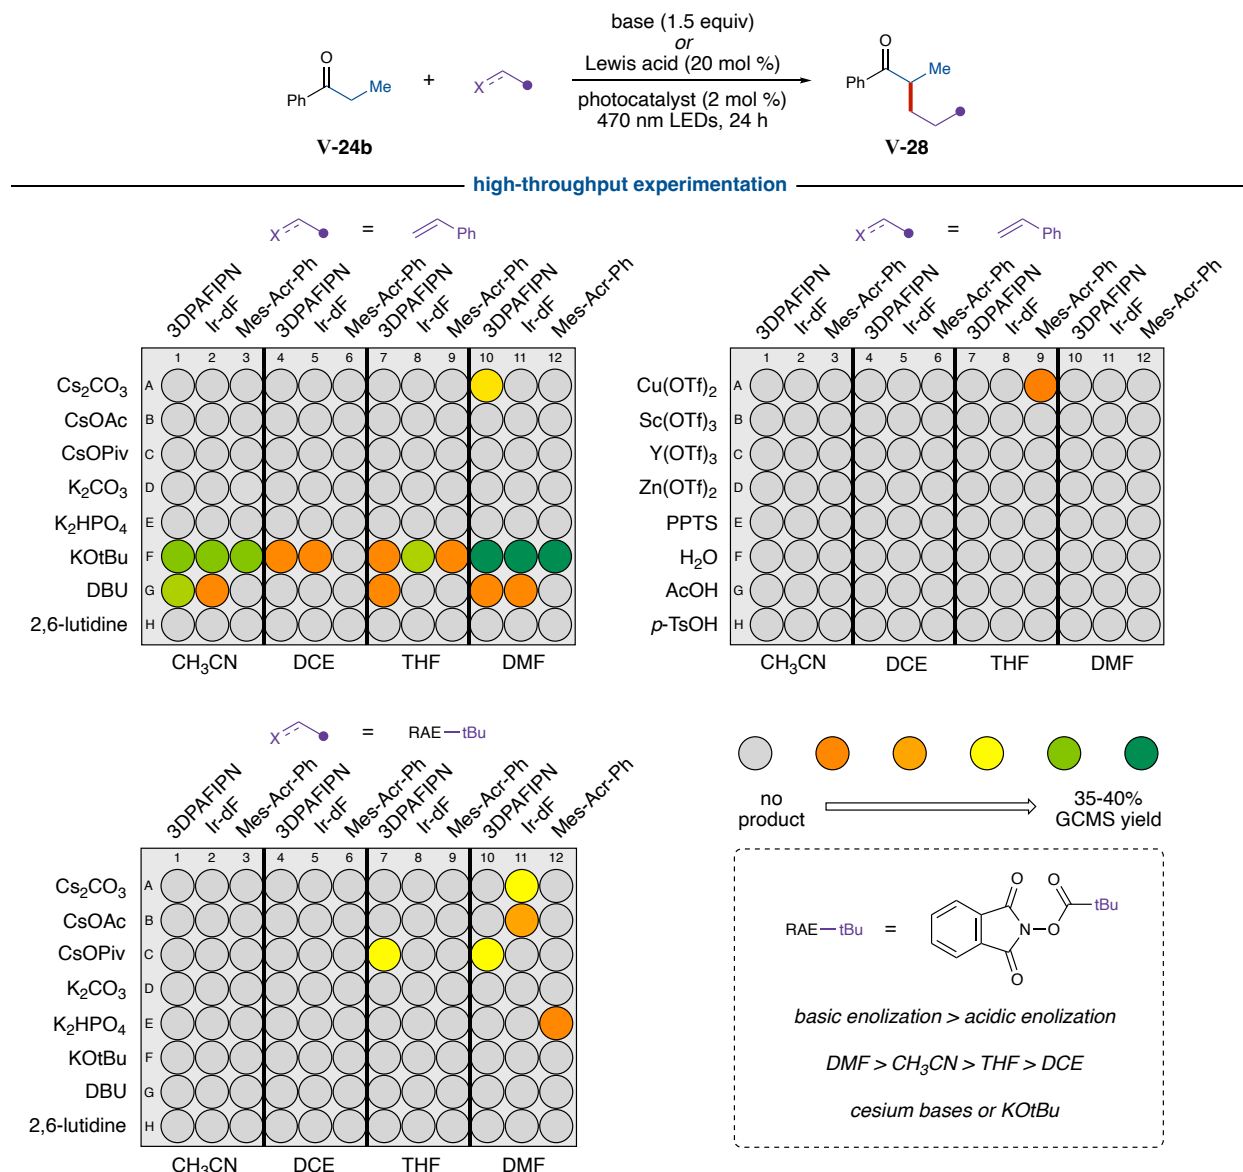 base (1.5 equiv)
or
Lewis acid (20 mol %)
photocatalyst (2 mol %)
470 nm LEDs, 24 h
O
Ph
Me
V-24b
+
X
O
Ph
Me
V-28
high-throughput experimentation
X = Ph
3DPAFIPN Ir-dF Mes-Acr-Ph 3DPAFIPN Ir-dF Mes-Acr-Ph 3DPAFIPN Ir-dF Mes-Acr-Ph 3DPAFIPN Ir-dF Mes-Acr-Ph
1 2 3 4 5 6 7 8 9 10 11 12
Cs2CO3 A
CsOAc B
CsOPiv C
K2CO3 D
K2HPO4 E
KOtBu F
DBU G
2,6-lutidine H
CH3CN DCE THF DMF
X = Ph
3DPAFIPN Ir-dF Mes-Acr-Ph 3DPAFIPN Ir-dF Mes-Acr-Ph 3DPAFIPN Ir-dF Mes-Acr-Ph 3DPAFIPN Ir-dF Mes-Acr-Ph
1 2 3 4 5 6 7 8 9 10 11 12
Cu(OTf)2 A
Sc(OTf)3 B
Y(OTf)3 C
Zn(OTf)2 D
PPTS E
H2O F
AcOH G
p-TsOH H
CH3CN DCE THF DMF
X = RAE tBu
3DPAFIPN Ir-dF Mes-Acr-Ph 3DPAFIPN Ir-dF Mes-Acr-Ph 3DPAFIPN Ir-dF Mes-Acr-Ph 3DPAFIPN Ir-dF Mes-Acr-Ph
1 2 3 4 5 6 7 8 9 10 11 12
Cs2CO3 A
CsOAc B
CsOPiv C
K2CO3 D
K2HPO4 E
KOtBu F
DBU G
2,6-lutidine H
CH3CN DCE THF DMF
no
product
35-40%
GCMS yield
RAE tBu =
O
O
N
O
O
tBu
basic enolization > acidic enolization
DMF > CH3CN > THF > DCE
cesium bases or KOtBu